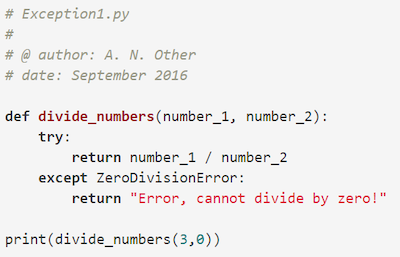 # Exception1.py
#
# @ author: A. N. Other
# date: September 2016
def divide_numbers(number_1, number_2):
    try:
        return number_1 / number_2
    except ZeroDivisionError:
        return "Error, cannot divide by zero!"
print(divide_numbers(3,0))